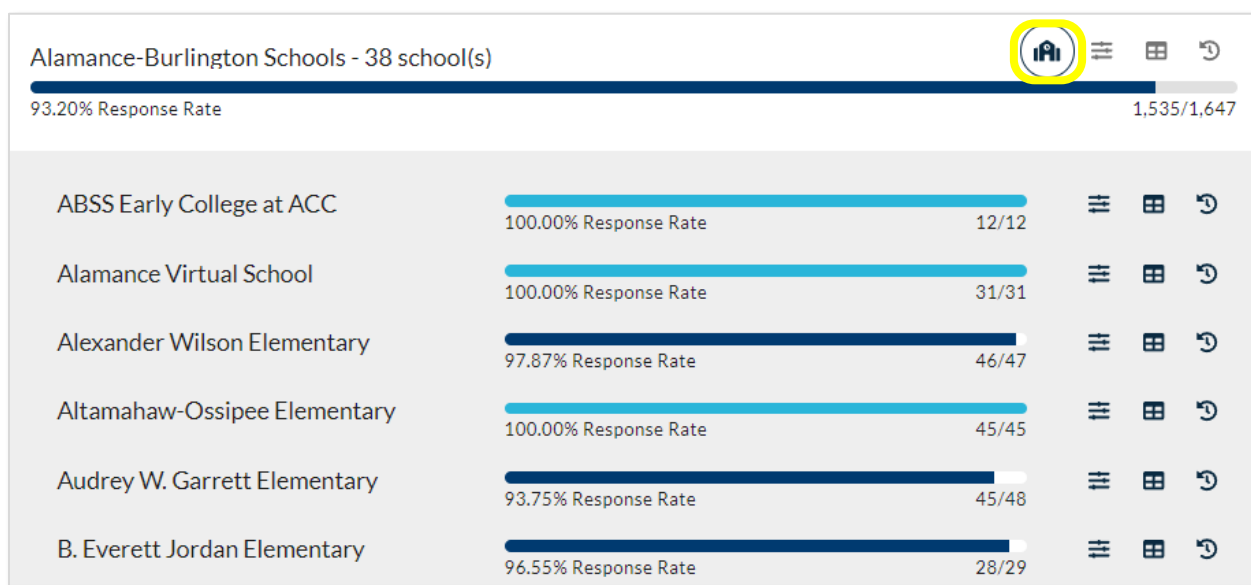 Alamance-Burlington Schools - 38 school(s)
93.20% Response Rate 1,535/1,647
ABSS Early College at ACC
100.00% Response Rate 12/12
Alamance Virtual School
100.00% Response Rate 31/31
Alexander Wilson Elementary
97.87% Response Rate 46/47
Altamahaw-Ossipee Elementary
100.00% Response Rate 45/45
Audrey W. Garrett Elementary
93.75% Response Rate 45/48
B. Everett Jordan Elementary
96.55% Response Rate 28/29